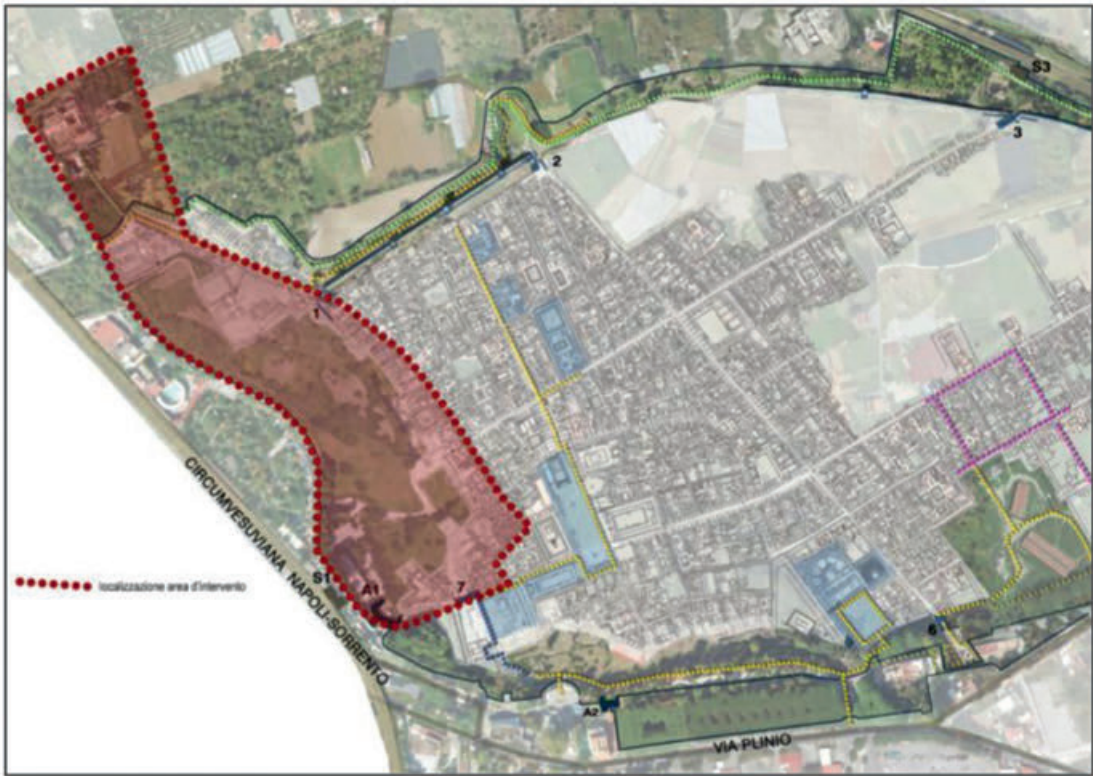 S3
3
2
1
CIRCUMVESUVIANA NAPOLI-SORRENTO
S1
A1
7
localizzazione area d'intervento
6
A2
VIA PLINIO